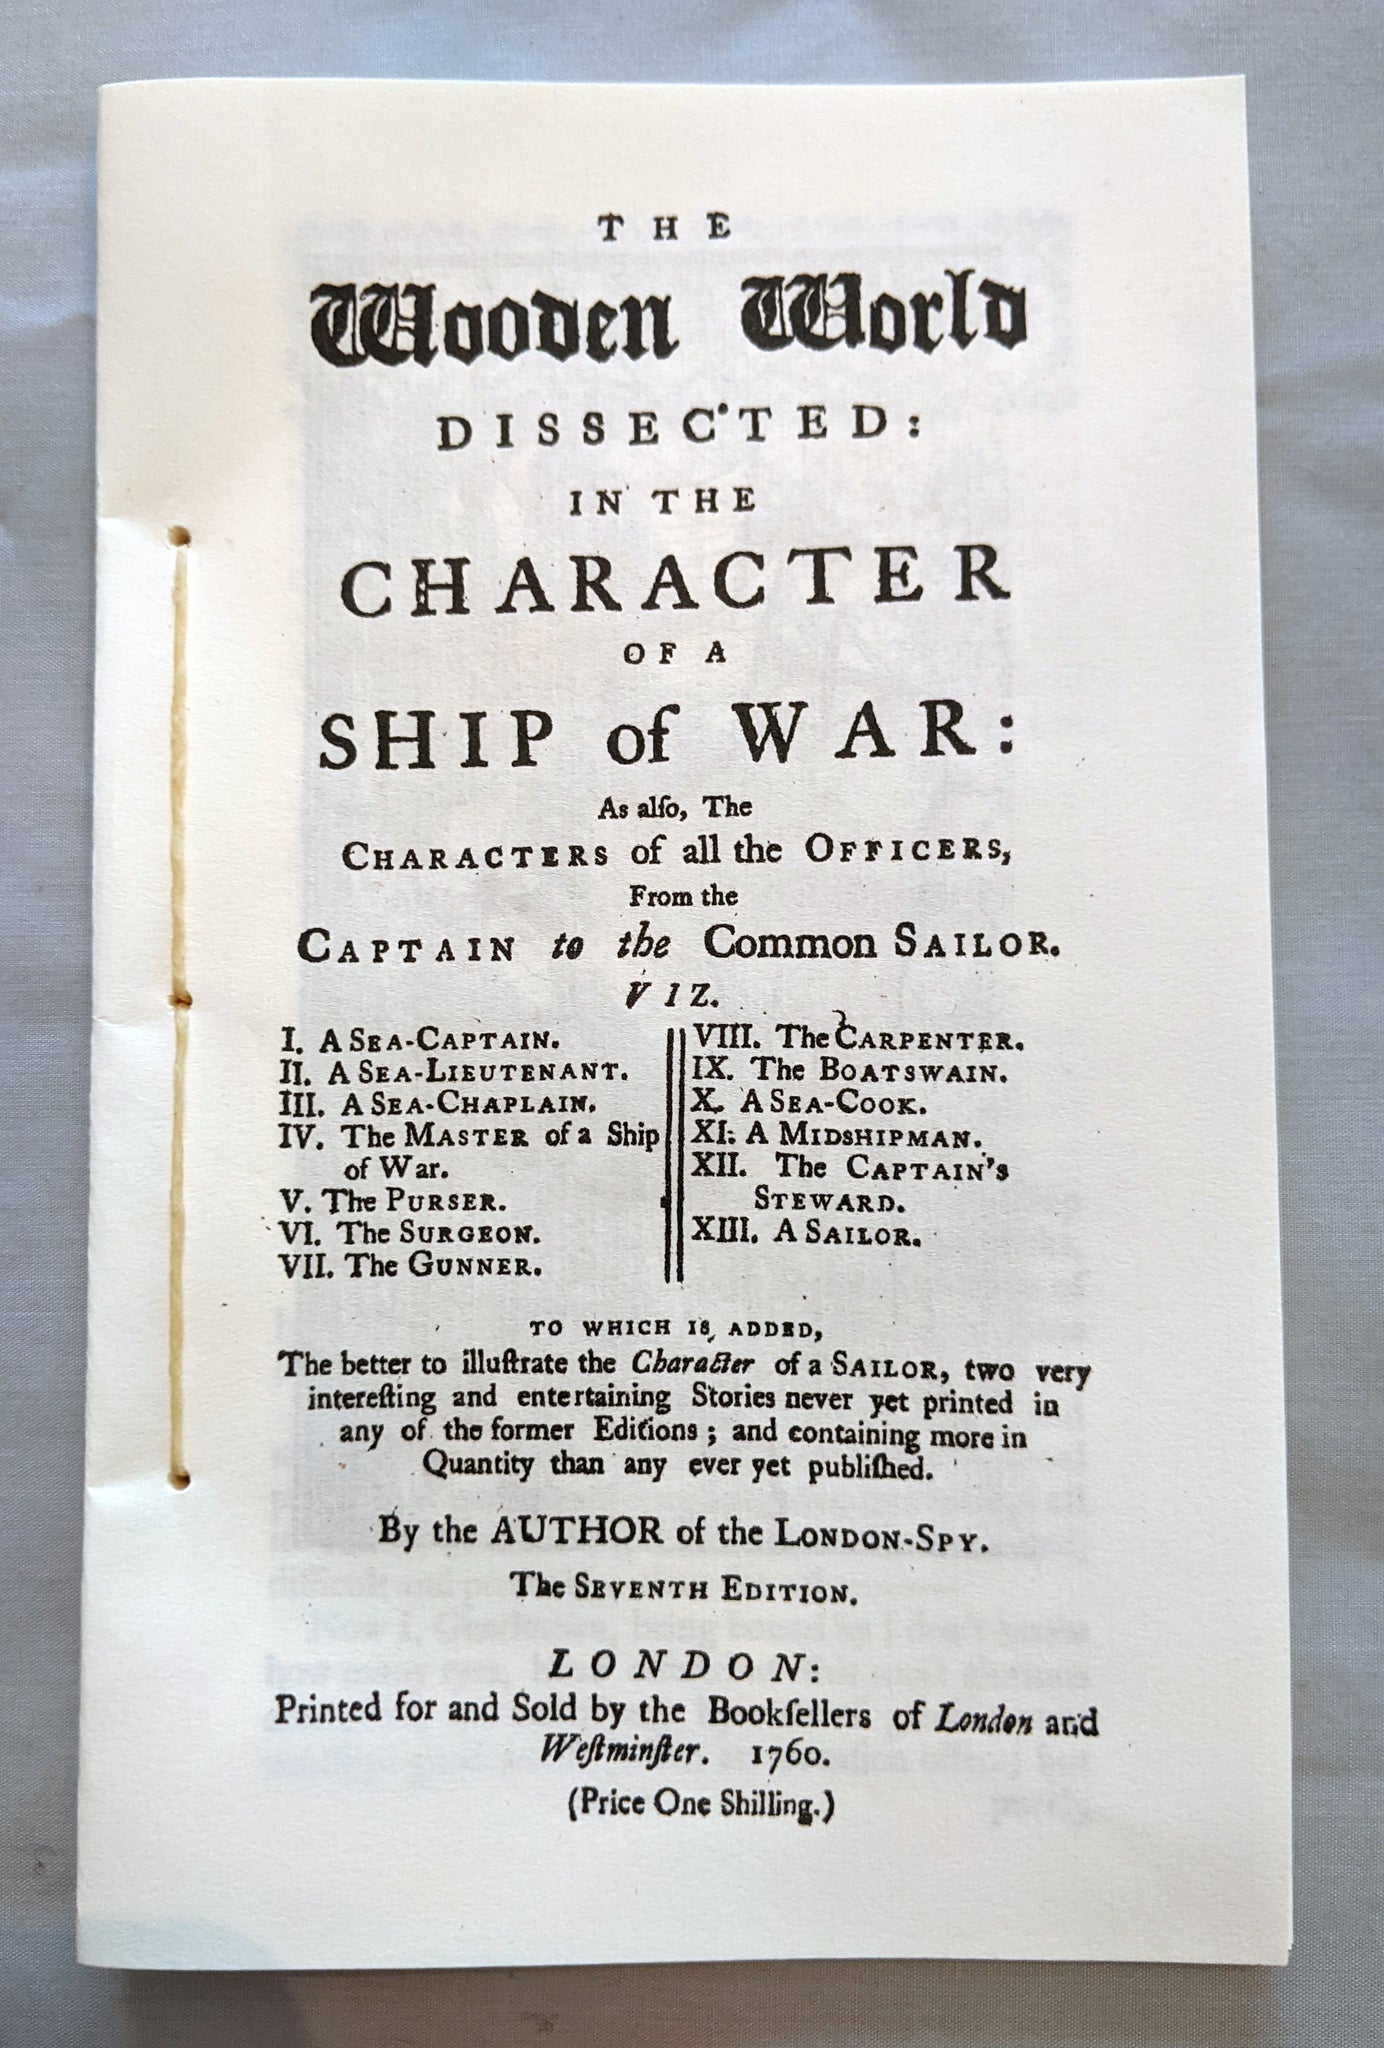 THE
Wooden World
DISSECTED:
IN THE
CHARACTER
OF A
SHIP of WAR:
As alſo, The
CHARACTERS of all the OFFICERS,
From the
CAPTAIN to the Common SAILOR.
VIZ.
I. A SEA-CAPTAIN.
II. A SEA-LIEUTENANT.
III. A SEA-CHAPLAIN.
IV. The MASTER of a Ship
of War.
V. The PURSER.
VI. The SURGEON.
VII. The GUNNER.
VIII. The CARPENTER.
IX. The BOATSWAIN.
X. A SEA-COOK.
XI. A MIDSHIPMAN.
XII. The CAPTAIN's
STEWARD.
XIII. A SAILOR.
TO WHICH IS ADDED,
The better to illuſtrate the Character of a SAILOR, two very
intereſting and entertaining Stories never yet printed in
any of the former Editions; and containing more in
Quantity than any ever yet publiſhed.
By the AUTHOR of the LONDON-SPY.
The SEVENTH EDITION.
LONDON:
Printed for and Sold by the Bookſellers of London and
Weſtminſter. 1760.
(Price One Shilling.)